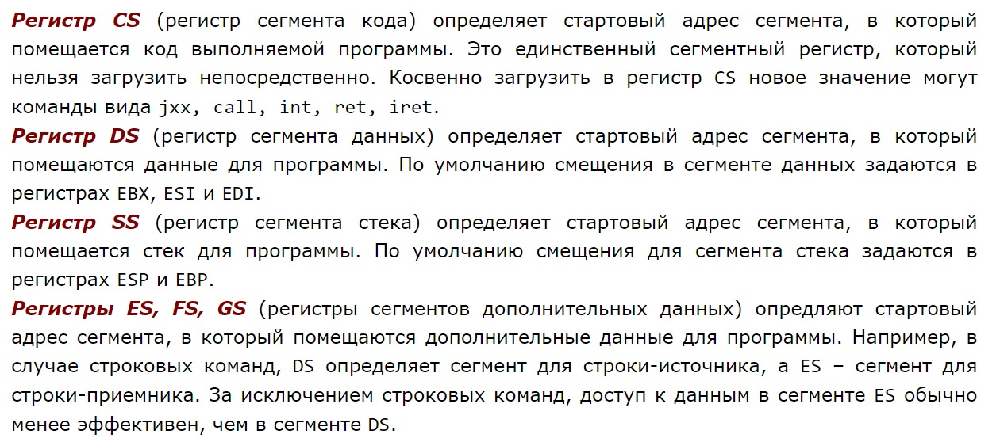 Регистр CS (регистр сегмента кода) определяет стартовый адрес сегмента, в который
помещается код выполняемой программы. Это единственный сегментный регистр, который
нельзя загрузить непосредственно. Косвенно загрузить в регистр CS новое значение могут
команды вида jxx, call, int, ret, iret.
Регистр DS (регистр сегмента данных) определяет стартовый адрес сегмента, в который
помещаются данные для программы. По умолчанию смещения в сегменте данных задаются в
регистрах EBX, ESI и EDI.
Регистр SS (регистр сегмента стека) определяет стартовый адрес сегмента, в который
помещается стек для программы. По умолчанию смещения для сегмента стека задаются в
регистрах ESP и EBP.
Регистры ES, FS, GS (регистры сегментов дополнительных данных) опредляют стартовый
адрес сегмента, в который помещаются дополнительные данные для программы. Например, в
случае строковых команд, DS определяет сегмент для строки-источника, а ES – сегмент для
строки-приемника. За исключением строковых команд, доступ к данным в сегменте ES обычно
менее эффективен, чем в сегменте DS.